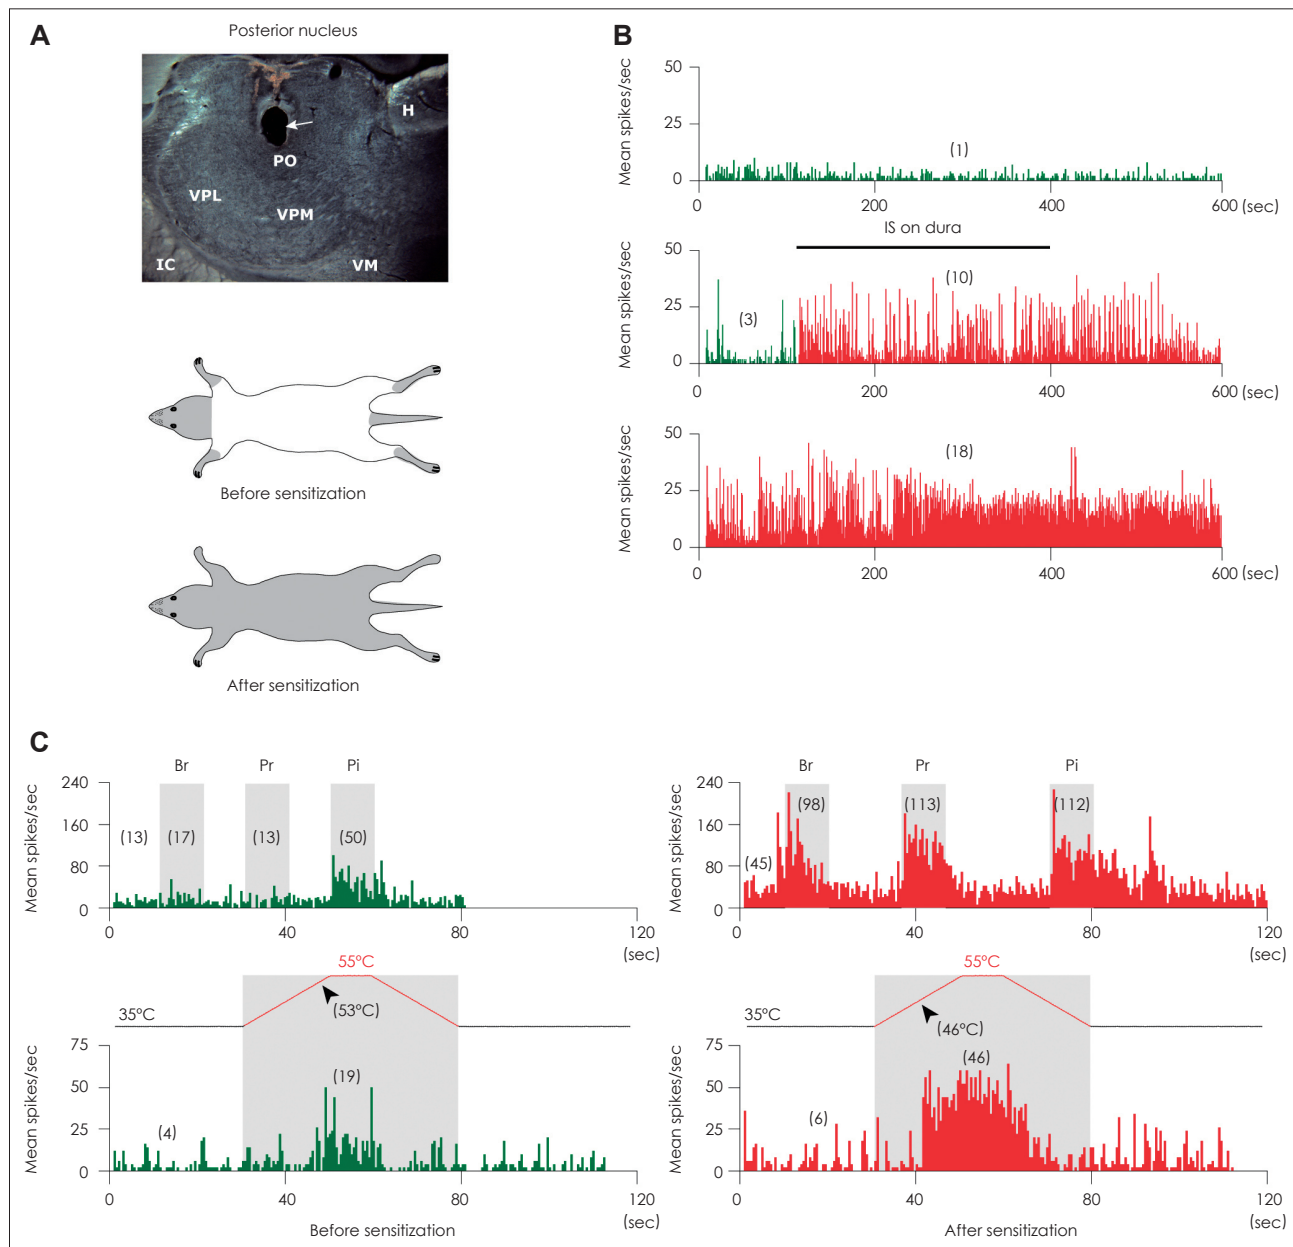 A
Posterior nucleus
H
PO
VPL
VPM
IC
VM
Before sensitization
After sensitization
B
Mean spikes/sec
50
25
0
(1)
0 200 400 600 (sec)
IS on dura
Mean spikes/sec
50
25
0
(3)
(10)
0 200 400 600 (sec)
Mean spikes/sec
50
25
0
(18)
0 200 400 600 (sec)
C
Br Pr Pi
Mean spikes/sec
240
160
80
0
(13) (17) (13) (50)
0 40 80 120
(sec)
55°C
35°C
(53°C)
Mean spikes/sec
75
50
25
0
(4)
(19)
0 40 80 120
Before sensitization
(sec)
Br Pr Pi
Mean spikes/sec
240
160
80
0
(45) (98) (113) (112)
0 40 80 120
(sec)
55°C
35°C
(46°C)
Mean spikes/sec
75
50
25
0
(6)
(46)
0 40 80 120
After sensitization
(sec)